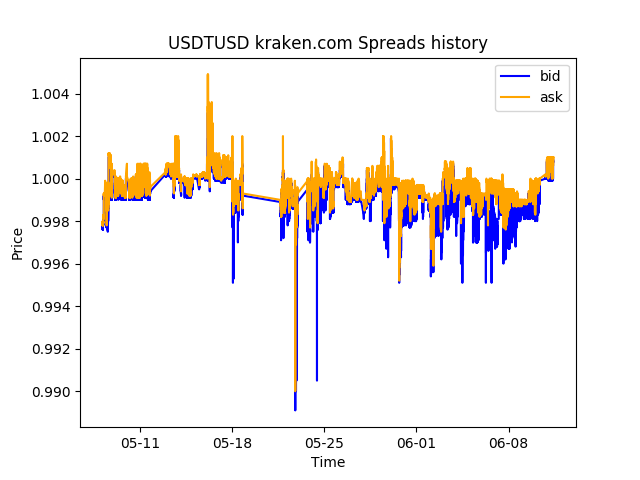 USDTUSD kraken.com Spreads history
bid
ask
1.004
1.002
1.000
0.998
0.996
0.994
0.992
0.990
Price
05-11 05-18 05-25 06-01 06-08
Time